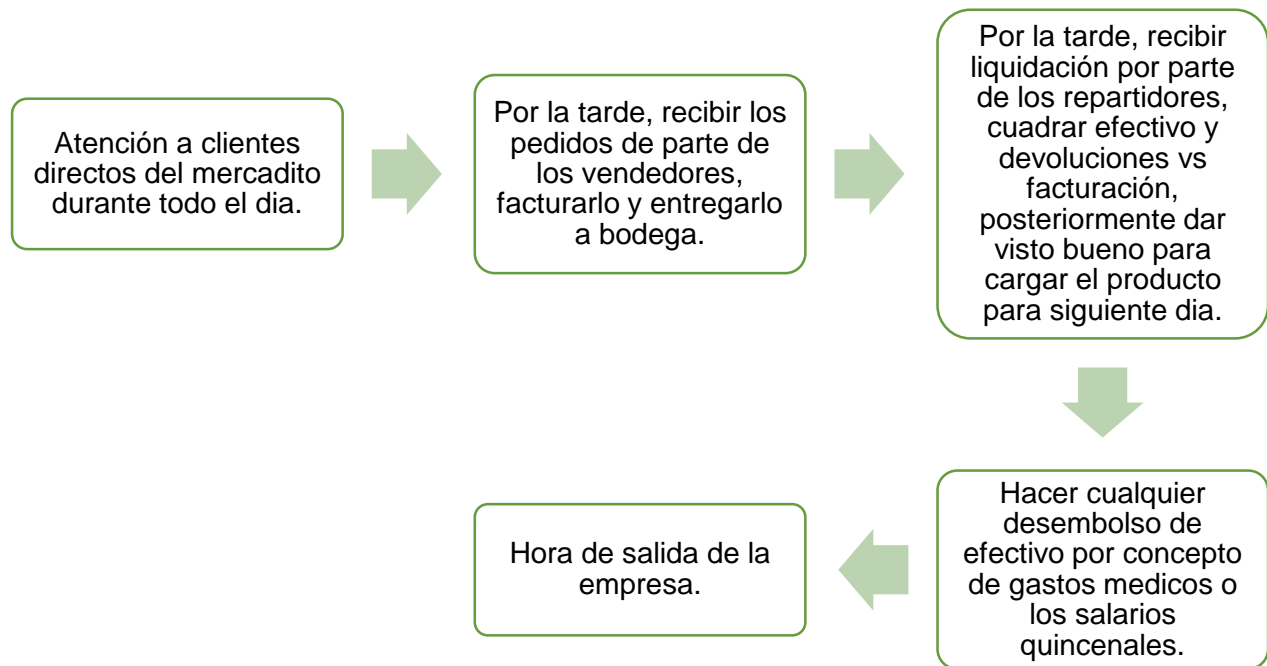 Atención a clientes
directos del mercadito
durante todo el dia.
Por la tarde, recibir los
pedidos de parte de
los vendedores,
facturarlo y entregarlo
a bodega.
Por la tarde, recibir
liquidación por parte
de los repartidores,
cuadrar efectivo y
devoluciones vs
facturación,
posteriormente dar
visto bueno para
cargar el producto
para siguiente dia.
Hacer cualquier
desembolso de
efectivo por concepto
de gastos medicos o
los salarios
quincenales.
Hora de salida de la
empresa.